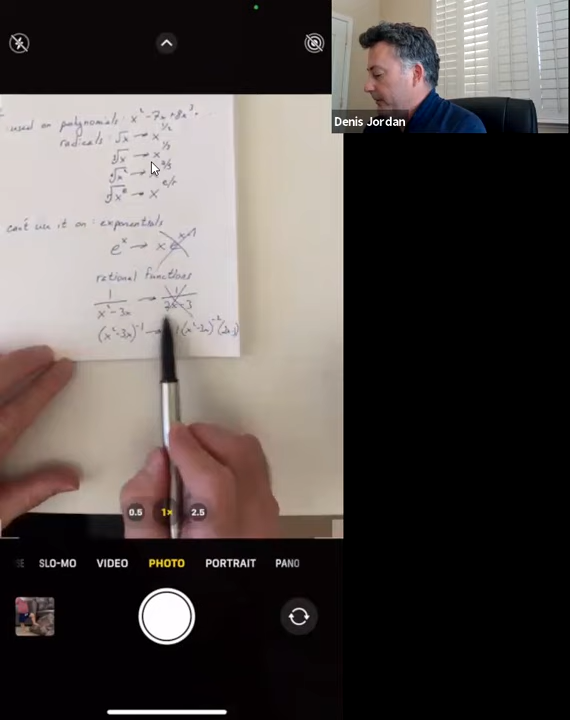 Denis Jordan
used on polynomials: x² - 7x + 8x³...
radicals: √x → x^1/2
∛x → x^1/3
→ x^2/3
→ x
can't use it on: exponentials
e^x → x e^x-1
rational functions
1/(x² - 3x) → 1/(2x - 3)
(x² - 3x)^-1 → 1(x² - 3x)^-2 (2x-3)
0.5 1× 2.5
SLO-MO VIDEO PHOTO PORTRAIT PANO